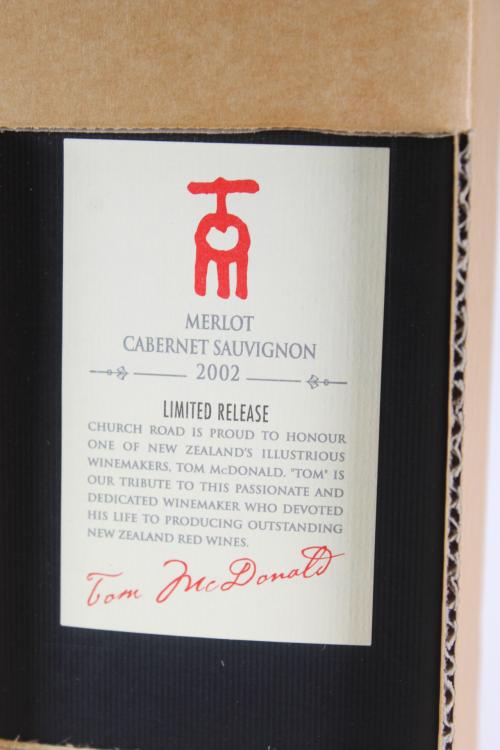 TOM
MERLOT
CABERNET SAUVIGNON
2002
LIMITED RELEASE
CHURCH ROAD IS PROUD TO HONOUR
ONE OF NEW ZEALAND'S ILLUSTRIOUS
WINEMAKERS, TOM McDONALD. "TOM" IS
OUR TRIBUTE TO THIS PASSIONATE AND
DEDICATED WINEMAKER WHO DEVOTED
HIS LIFE TO PRODUCING OUTSTANDING
NEW ZEALAND RED WINES.
Tom McDonald